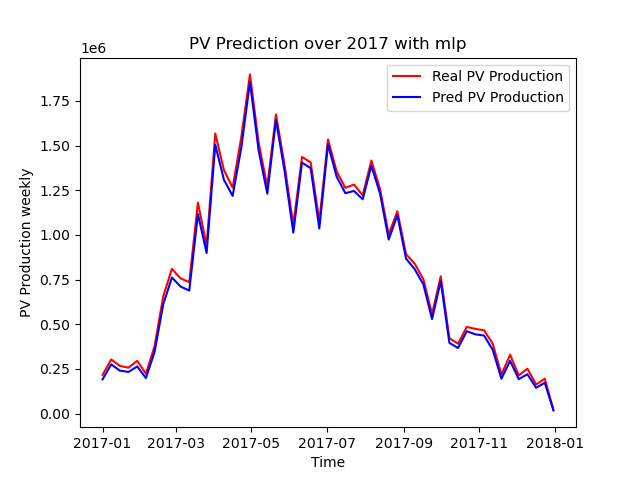 PV Prediction over 2017 with mlp
1e6
Real PV Production
Pred PV Production
1.75
1.50
1.25
1.00
0.75
0.50
0.25
0.00
PV Production weekly
2017-01 2017-03 2017-05 2017-07 2017-09 2017-11 2018-01
Time